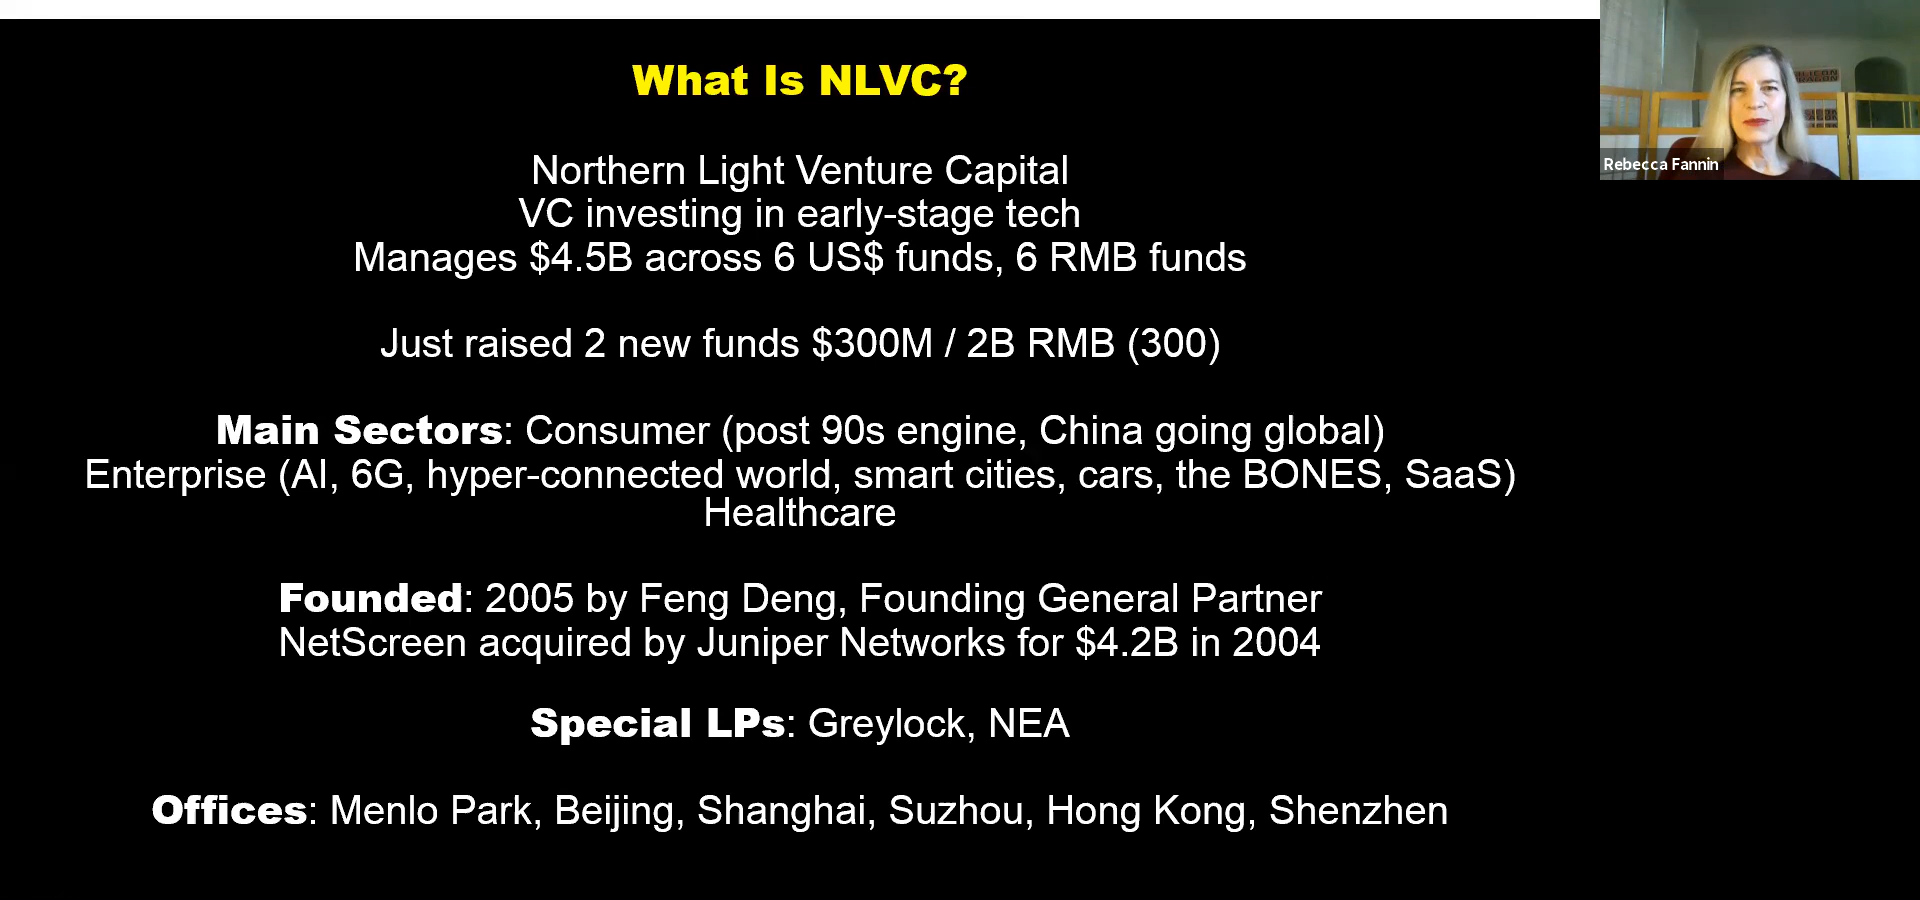 What Is NLVC?
Northern Light Venture Capital
VC investing in early-stage tech
Manages $4.5B across 6 US$ funds, 6 RMB funds
Just raised 2 new funds $300M / 2B RMB (300)
Main Sectors: Consumer (post 90s engine, China going global)
Enterprise (AI, 6G, hyper-connected world, smart cities, cars, the BONES, SaaS)
Healthcare
Founded: 2005 by Feng Deng, Founding General Partner
NetScreen acquired by Juniper Networks for $4.2B in 2004
Special LPs: Greylock, NEA
Offices: Menlo Park, Beijing, Shanghai, Suzhou, Hong Kong, Shenzhen
Rebecca Fannin